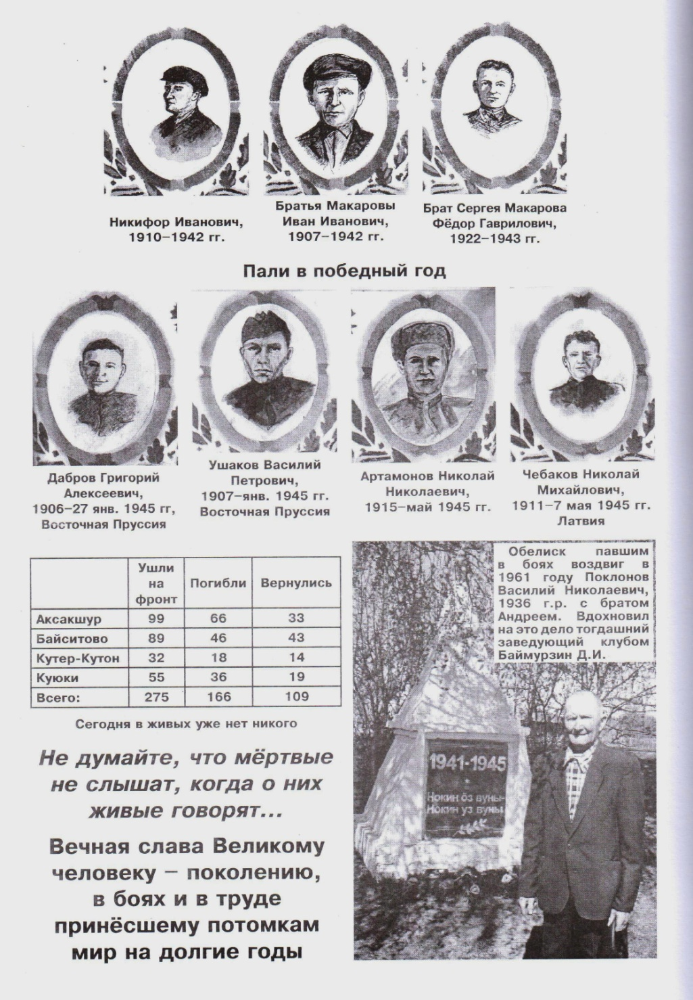 Никифор Иванович,
1910–1942 гг.
Братья Макаровы
Иван Иванович,
1907–1942 гг.
Брат Сергея Макарова
Фёдор Гаврилович,
1922–1943 гг.
Пали в победный год
Дабров Григорий
Алексеевич,
1906–27 янв. 1945 гг,
Восточная Пруссия
Ушаков Василий
Петрович,
1907–янв. 1945 гг.
Восточная Пруссия
Артамонов Николай
Николаевич,
1915–май 1945 гг.
Чебаков Николай
Михайлович,
1911–7 мая 1945 гг.
Латвия
Ушли
на
фронт
Погибли
Вернулись
Аксакшур 99 66 33
Байситово 89 46 43
Кутер-Кутон 32 18 14
Куюки 55 36 19
Всего: 275 166 109
Сегодня в живых уже нет никого
Не думайте, что мёртвые
не слышат, когда о них
живые говорят...
Вечная слава Великому
человеку – поколению,
в боях и в труде
принёсшему потомкам
мир на долгие годы
Обелиск павшим
в боях воздвиг в
1961 году Поклонов
Василий Николаевич,
1936 г.р. с братом
Андреем. Вдохновил
на это дело тогдашний
заведующий клубом
Баймурзин Д.И.
1941-1945
Нокин ӧз вуны-
Нокин уз вуны